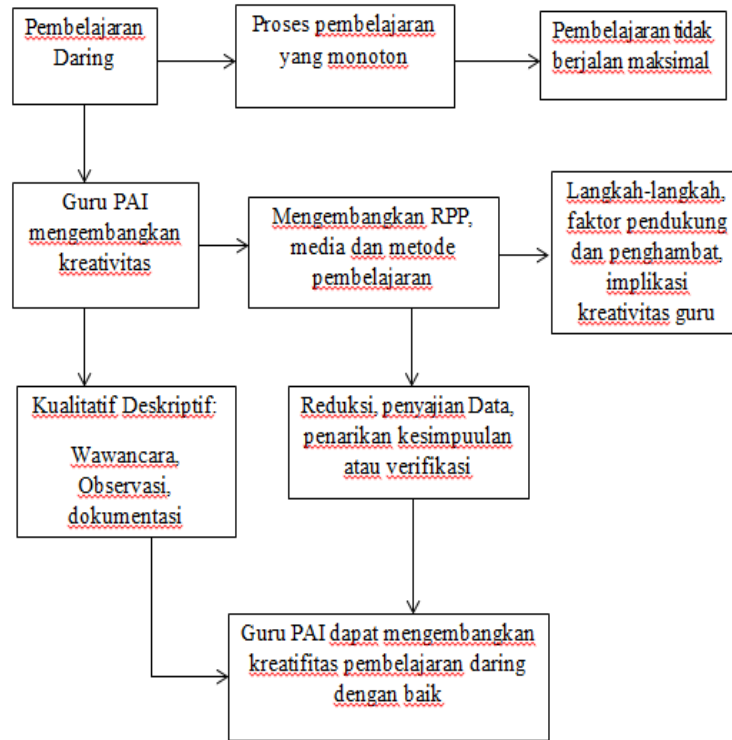 Pembelajaran
Daring
Proses pembelajaran
yang monoton
Pembelajaran tidak
berjalan maksimal
Guru PAI
mengembangkan
kreativitas
Mengembangkan RPP,
media dan metode
pembelajaran
Langkah-langkah,
faktor pendukung
dan penghambat,
implikasi
kreativitas guru
Kualitatif Deskriptif:
Wawancara,
Observasi,
dokumentasi
Reduksi, penyajian Data,
penarikan kesimpuulan
atau verifikasi
Guru PAI dapat mengembangkan
kreatifitas pembelajaran daring
dengan baik